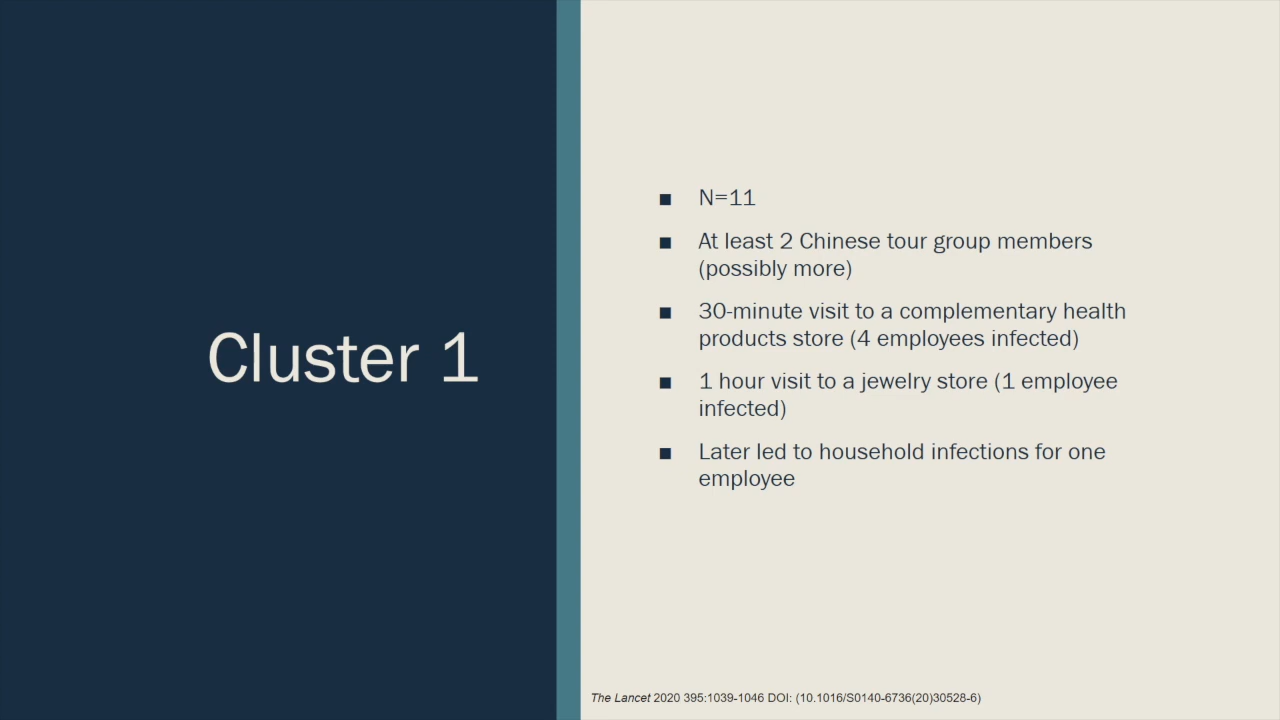 Cluster 1
■ N=11
■ At least 2 Chinese tour group members
(possibly more)
■ 30-minute visit to a complementary health
products store (4 employees infected)
■ 1 hour visit to a jewelry store (1 employee
infected)
■ Later led to household infections for one
employee
The Lancet 2020 395:1039-1046 DOI: (10.1016/S0140-6736(20)30528-6)